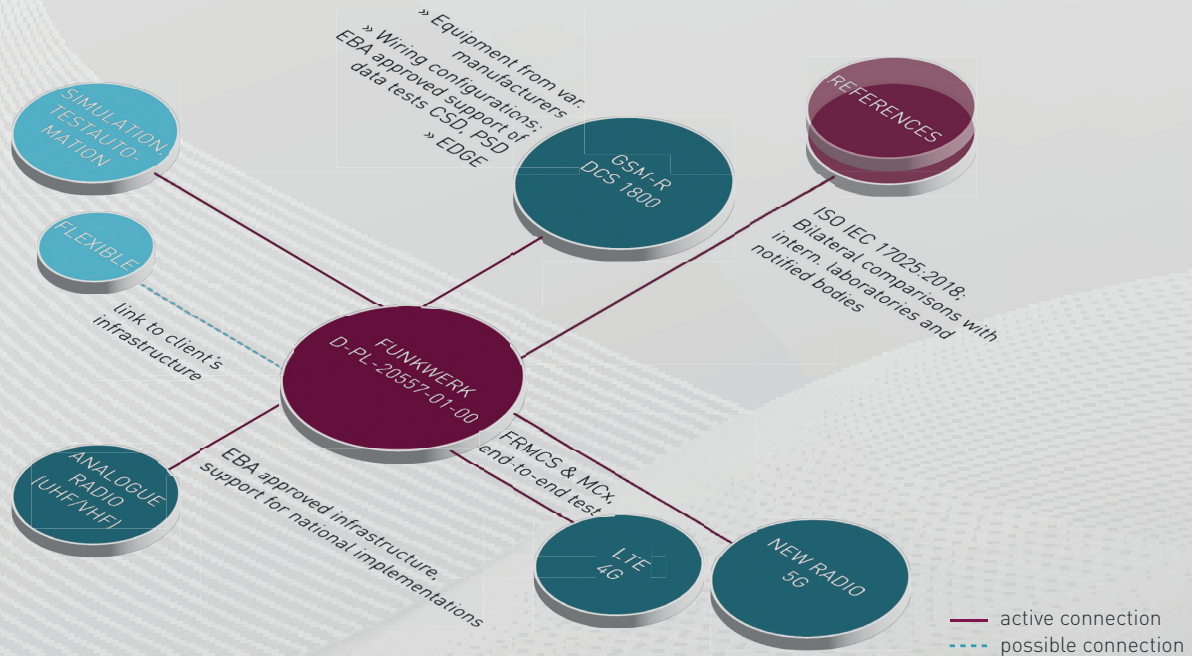 » Equipment from var.
manufacturers
» Wiring configurations;
EBA approved support of
data tests CSD, PSD
» EDGE
SIMULATION,
TESTAUTO-
MATION
GSM-R
DCS 1800
REFERENCES
FLEXIBLE
ISO IEC 17025:2018;
Bilateral comparisons with
intern. laboratories and
notified bodies
link to client's
infrastructure
FUNKWERK
D-PL-20557-01-00
ANALOGUE
RADIO
(UHF/VHF)
EBA approved infrastructure,
support for national implementations
FRMCS & MCx,
end-to-end test
LTE
4G
NEW RADIO
5G
active connection
possible connection